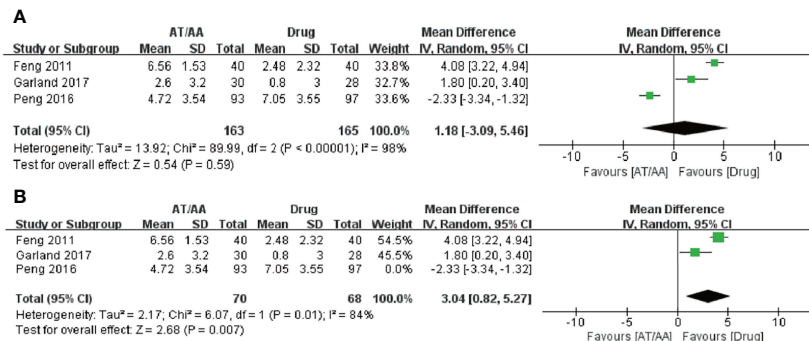 A
AT/AA Drug Mean Difference Mean Difference
Study or Subgroup Mean SD Total Mean SD Total Weight IV, Random, 95% CI IV, Random, 95% CI
Feng 2011 6.56 1.53 40 2.48 2.32 40 33.8% 4.08 [3.22, 4.94]
Garland 2017 2.6 3.2 30 0.8 3 28 32.7% 1.80 [0.20, 3.40]
Peng 2016 4.72 3.54 93 7.05 3.55 97 33.6% -2.33 [-3.34, -1.32]
Total (95% CI) 163 165 100.0% 1.18 [-3.09, 5.46]
Heterogeneity: Tau² = 13.92; Chi² = 89.99, df = 2 (P < 0.00001); I² = 98%
Test for overall effect: Z = 0.54 (P = 0.59)
-10 -5 0 5 10
Favours [AT/AA] Favours [Drug]
B
AT/AA Drug Mean Difference Mean Difference
Study or Subgroup Mean SD Total Mean SD Total Weight IV, Random, 95% CI IV, Random, 95% CI
Feng 2011 6.56 1.53 40 2.48 2.32 40 54.5% 4.08 [3.22, 4.94]
Garland 2017 2.6 3.2 30 0.8 3 28 45.5% 1.80 [0.20, 3.40]
Peng 2016 4.72 3.54 93 7.05 3.55 97 0.0% -2.33 [-3.34, -1.32]
Total (95% CI) 70 68 100.0% 3.04 [0.82, 5.27]
Heterogeneity: Tau² = 2.17; Chi² = 6.07, df = 1 (P = 0.01); I² = 84%
Test for overall effect: Z = 2.68 (P = 0.007)
-10 -5 0 5 10
Favours [AT/AA] Favours [Drug]